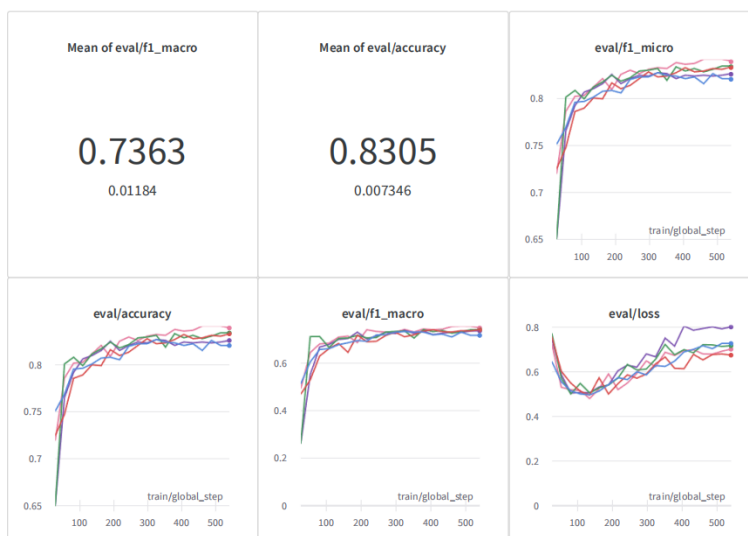 Mean of eval/f1_macro
0.7363
0.01184
Mean of eval/accuracy
0.8305
0.007346
eval/f1_micro
0.8
0.75
0.7
0.65
train/global_step
100 200 300 400 500
eval/accuracy
0.8
0.75
0.7
0.65
train/global_step
100 200 300 400 500
eval/f1_macro
0.6
0.4
0.2
0
train/global_step
100 200 300 400 500
eval/loss
0.8
0.6
0.4
0.2
0
train/global_step
100 200 300 400 500